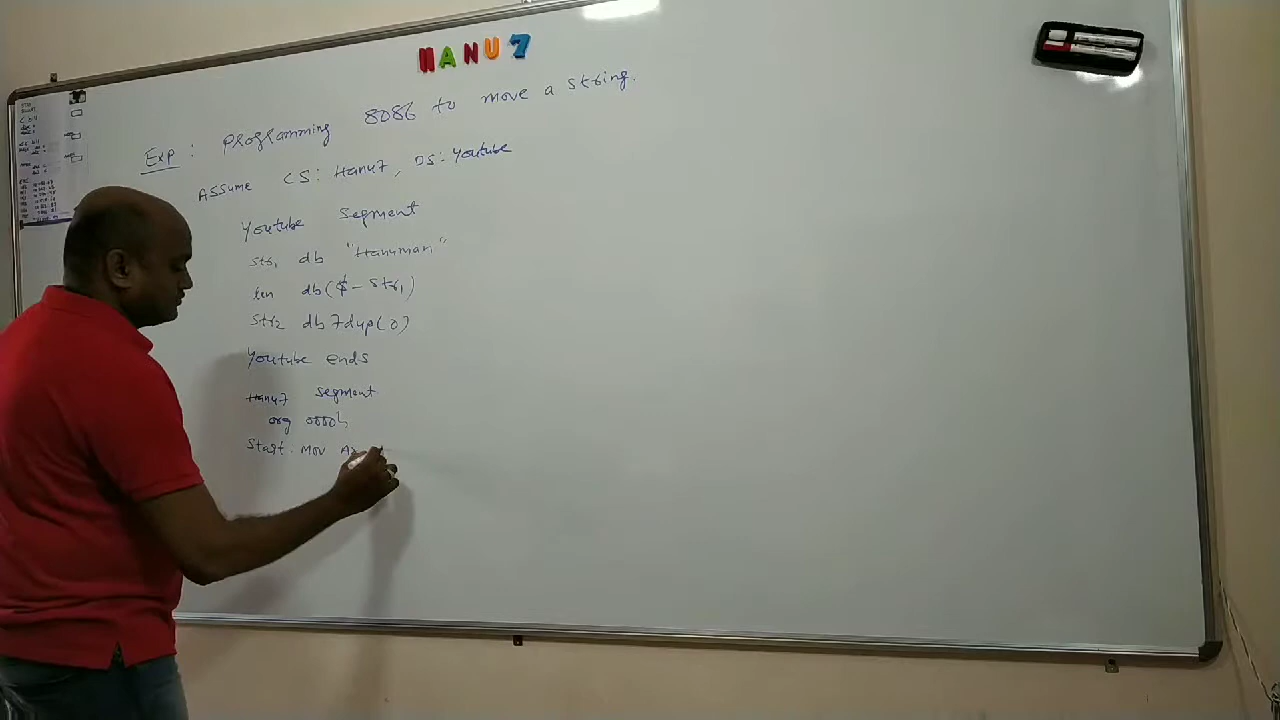 HANU7
Exp: Programming 8086 to move a string.
Assume CS: Hanu7, DS: Youtube
Youtube segment
str1 db "Hanuman"
len db($-str1)
str2 db 7dup(0)
Youtube ends
Hanu7 segment
org 0000h
Start: Mov Ax